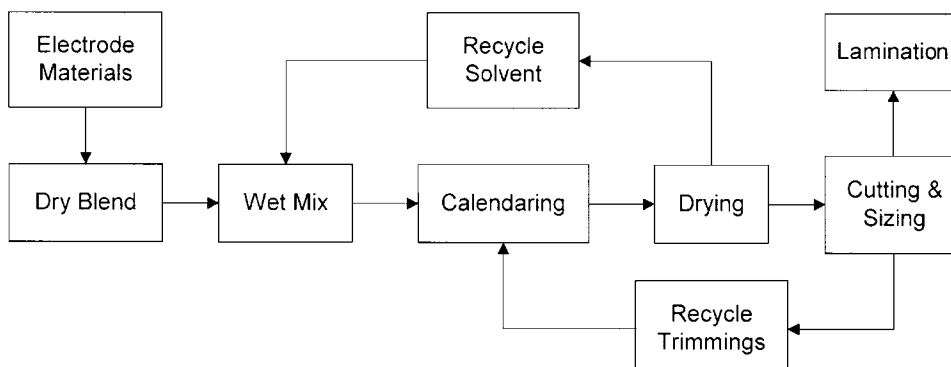 Electrode
Materials
Recycle
Solvent
Lamination
Dry Blend
Wet Mix
Calendaring
Drying
Cutting &
Sizing
Recycle
Trimmings